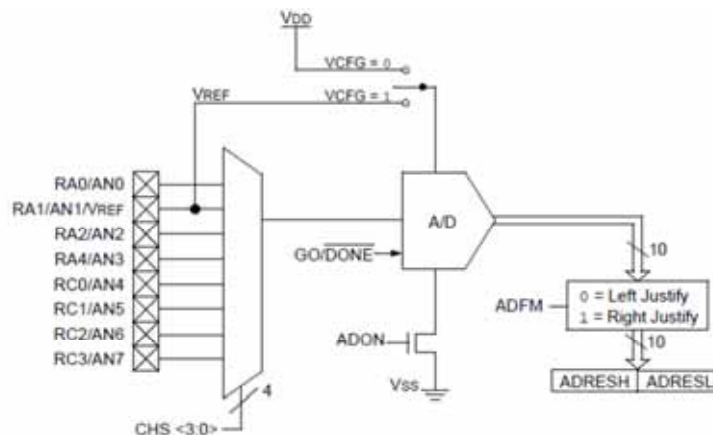 VDD
VCFG = 0
VREF
VCFG = 1
RA0/AN0
RA1/AN1/VREF
RA2/AN2
RA4/AN3
RC0/AN4
RC1/AN5
RC2/AN6
RC3/AN7
A/D
GO/DONE
10
ADFM
0 = Left Justify
1 = Right Justify
ADON
10
VSS
ADRESH
ADRESL
4
CHS <3:0>